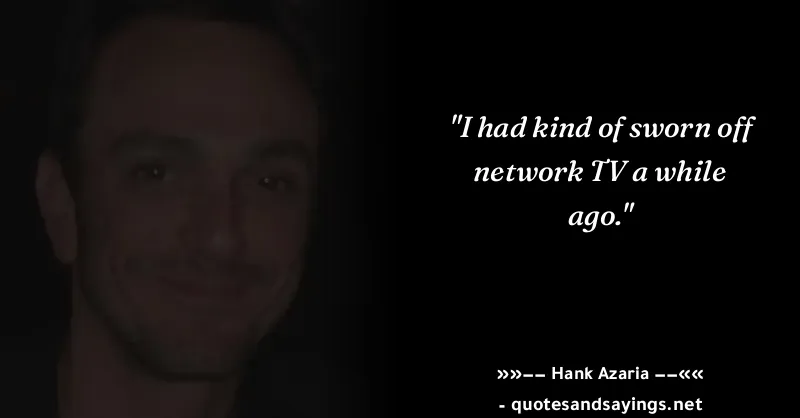 "I had kind of sworn off
network TV a while
ago."
»»—— Hank Azaria ——««
- quotesandsayings.net